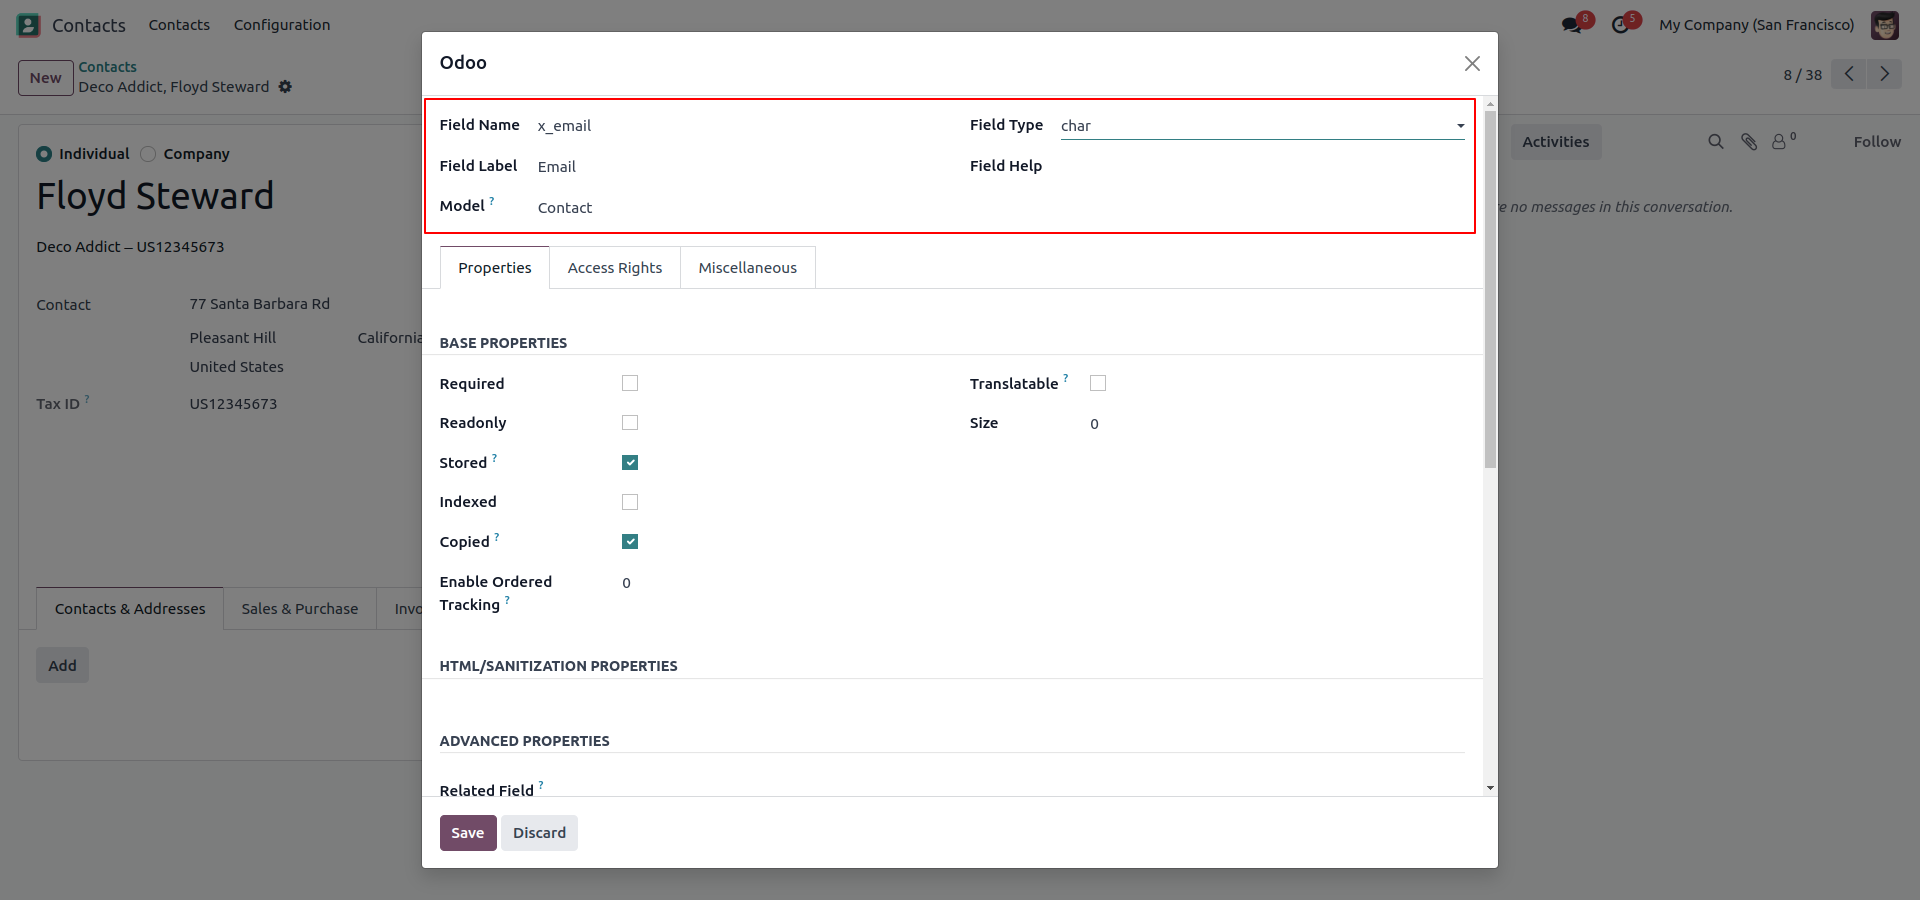 Contacts Contacts Configuration 8 5 My Company (San Francisco)
New Contacts
Deco Addict, Floyd Steward
8 / 38
Odoo
Field Name x_email Field Type char
Field Label Email Field Help
Model ? Contact
Properties Access Rights Miscellaneous
BASE PROPERTIES
Required Translatable ?
Readonly Size 0
Stored ?
Indexed
Copied ?
Enable Ordered 0
Tracking ?
HTML/SANITIZATION PROPERTIES
ADVANCED PROPERTIES
Related Field ?
Save Discard
Individual Company
Floyd Steward
Deco Addict – US12345673
Contact 77 Santa Barbara Rd
Pleasant Hill California
United States
Tax ID ? US12345673
Contacts & Addresses Sales & Purchase Invo
Add
Activities 0 Follow
e no messages in this conversation.